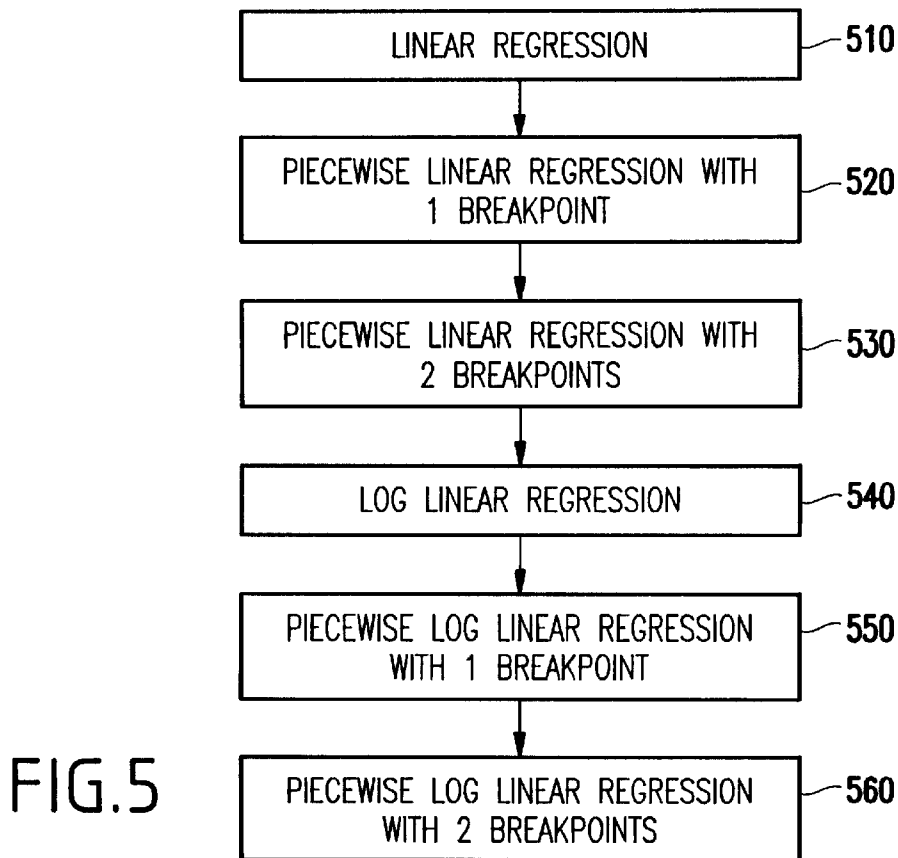 LINEAR REGRESSION
510
PIECEWISE LINEAR REGRESSION WITH
1 BREAKPOINT
520
PIECEWISE LINEAR REGRESSION WITH
2 BREAKPOINTS
530
LOG LINEAR REGRESSION
540
PIECEWISE LOG LINEAR REGRESSION
WITH 1 BREAKPOINT
550
PIECEWISE LOG LINEAR REGRESSION
WITH 2 BREAKPOINTS
560
FIG.5